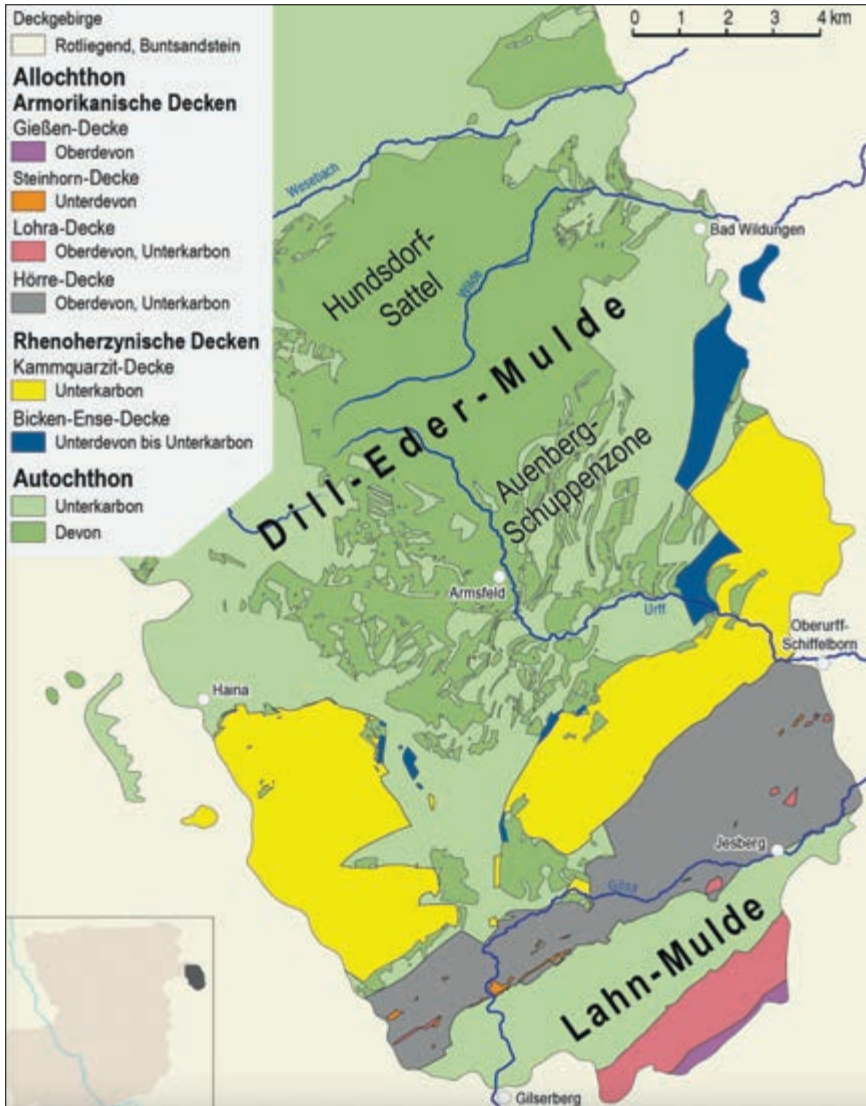 Deckgebirge
Rotliegend, Buntsandstein
Allochthon
Armorikanische Decken
Gießen-Decke
Oberdevon
Steinhorn-Decke
Unterdevon
Lohra-Decke
Oberdevon, Unterkarbon
Hörre-Decke
Oberdevon, Unterkarbon
Rhenoherzynische Decken
Kammquarzit-Decke
Unterkarbon
Bicken-Ense-Decke
Unterdevon bis Unterkarbon
Autochthon
Unterkarbon
Devon
0 1 2 4 km
Wesebach
Bad Wildungen
Hundsdorf-
Sattel
Wilde
Dill-Eder-Mulde
Auenberg-
Schuppenzone
Armsfeld
Urff
Oberurff-
Schiffelborn
Haina
Jesberg
Gilsa
Lahn-Mulde
Gilserberg